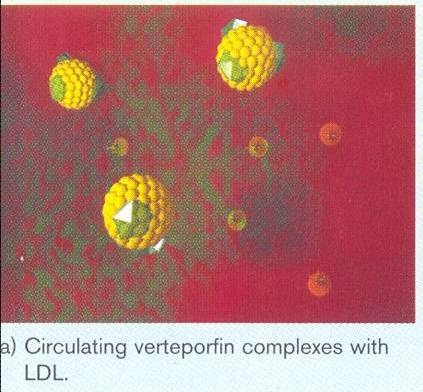 a) Circulating verteporfin complexes with
LDL.